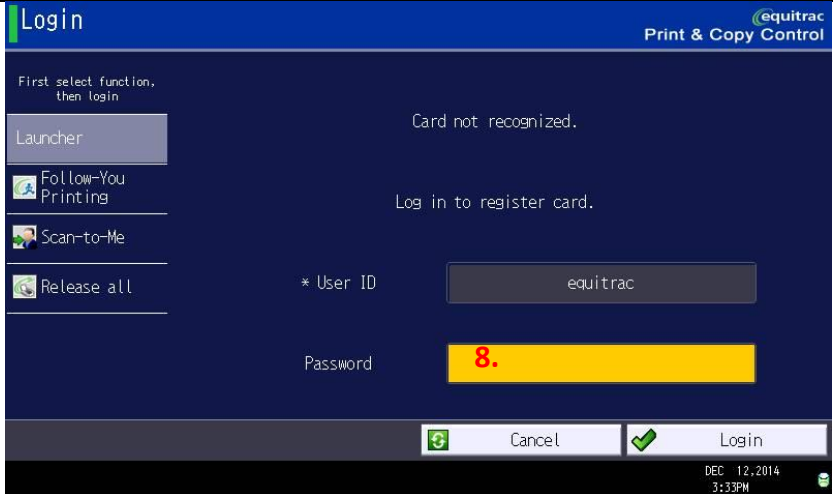 Login
equitrac
Print & Copy Control
First select function,
then login
Launcher
Follow-You
Printing
Scan-to-Me
Release all
Card not recognized.
Log in to register card.
* User ID
equitrac
Password
8.
Cancel
Login
DEC 12,2014
3:33PM